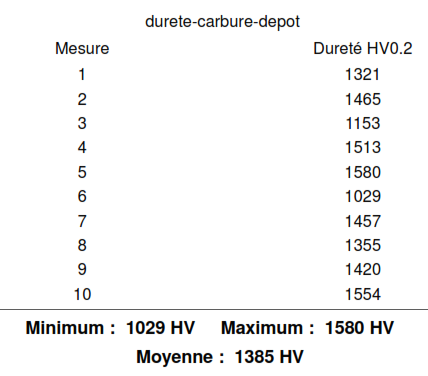 durete-carbure-depot
Mesure Dureté HV0.2
1 1321
2 1465
3 1153
4 1513
5 1580
6 1029
7 1457
8 1355
9 1420
10 1554
Minimum : 1029 HV Maximum : 1580 HV
Moyenne : 1385 HV